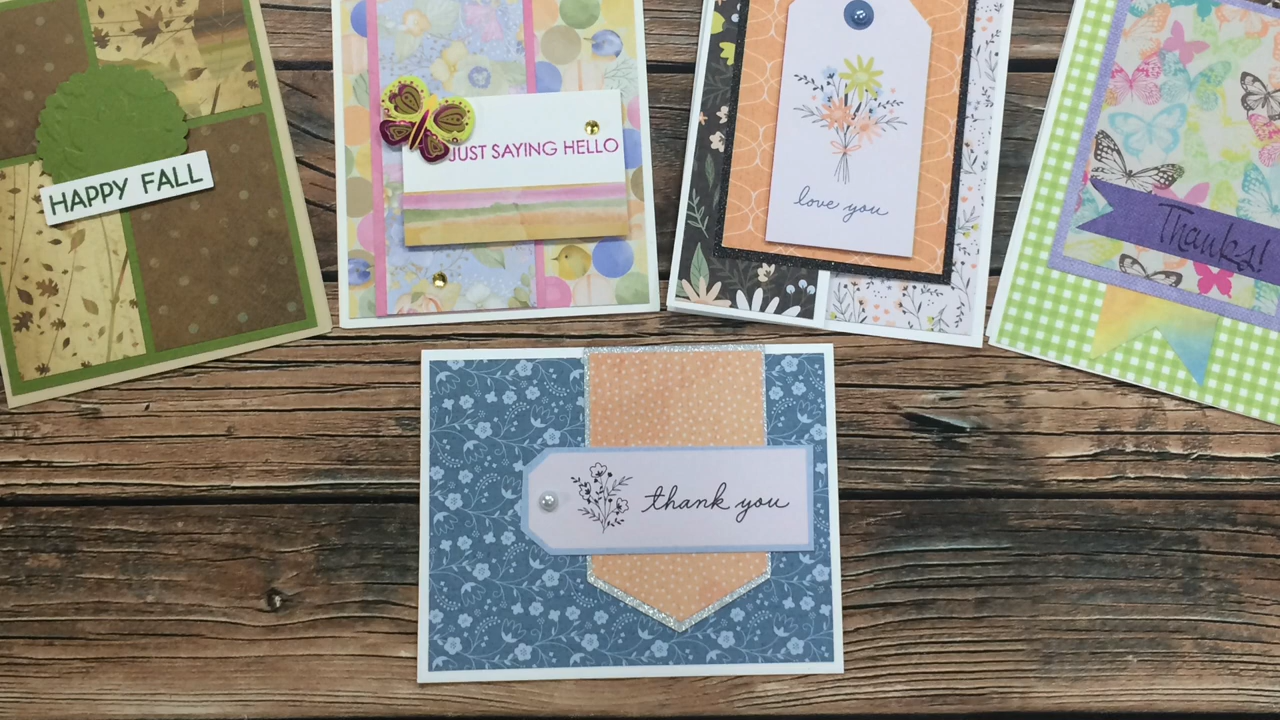 HAPPY FALL
JUST SAYING HELLO
love you
Thanks!
thank you